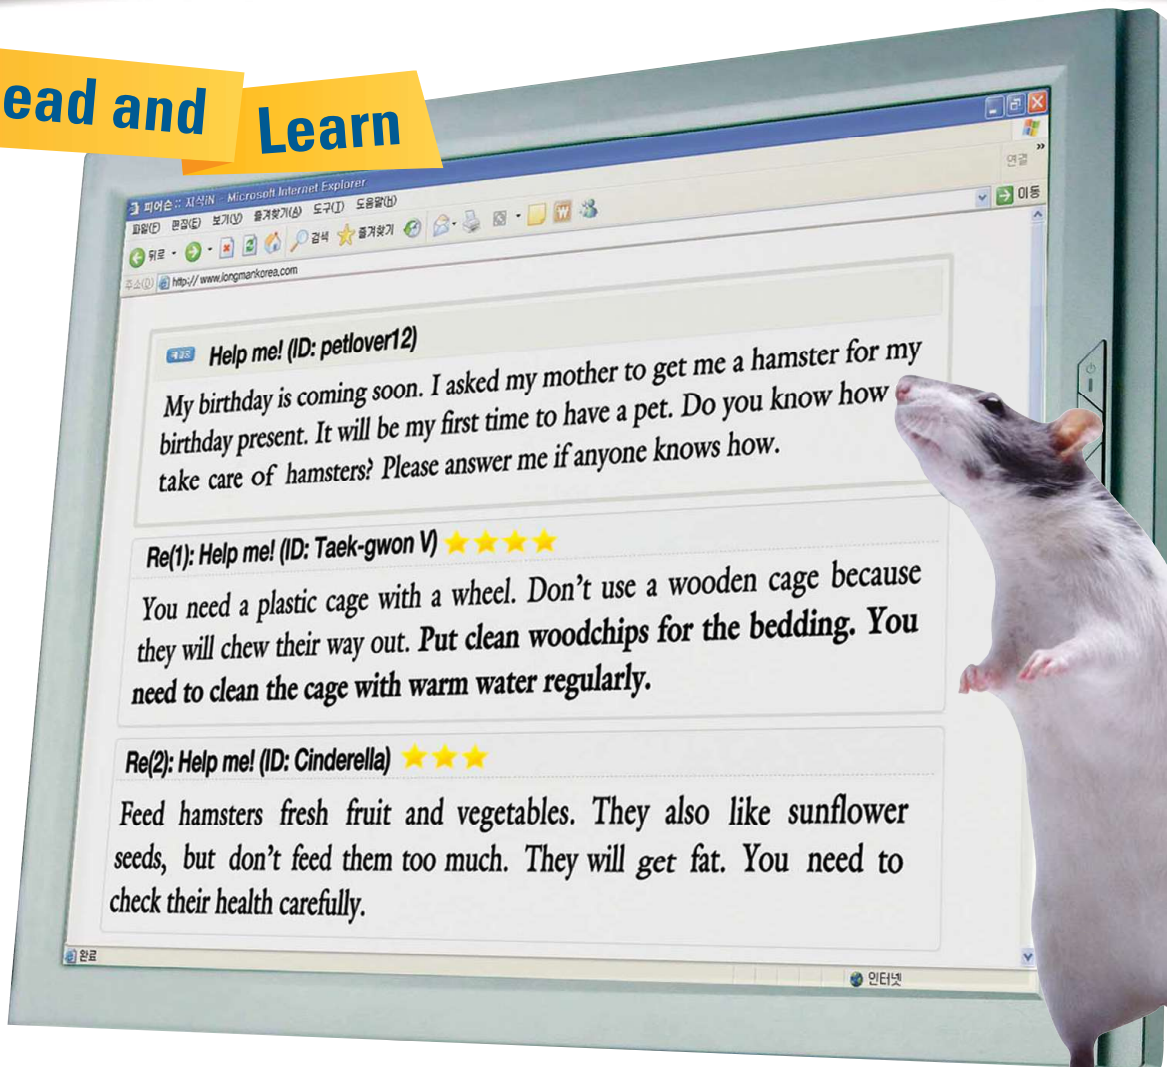 ead and Learn
피어슨 :: 지식iN - Microsoft Internet Explorer
파일(F) 편집(E) 보기(V) 즐겨찾기(A) 도구(T) 도움말(H)
연결 »
뒤로 검색 즐겨찾기 W
주소(D) http://www.longmankorea.com 이동
Help me! (ID: petlover12)
My birthday is coming soon. I asked my mother to get me a hamster for my
birthday present. It will be my first time to have a pet. Do you know how
take care of hamsters? Please answer me if anyone knows how.
Re(1): Help me! (ID: Taek-gwon V)
You need a plastic cage with a wheel. Don't use a wooden cage because
they will chew their way out. Put clean woodchips for the bedding. You
need to clean the cage with warm water regularly.
Re(2): Help me! (ID: Cinderella)
Feed hamsters fresh fruit and vegetables. They also like sunflower
seeds, but don't feed them too much. They will get fat. You need to
check their health carefully.
완료
인터넷